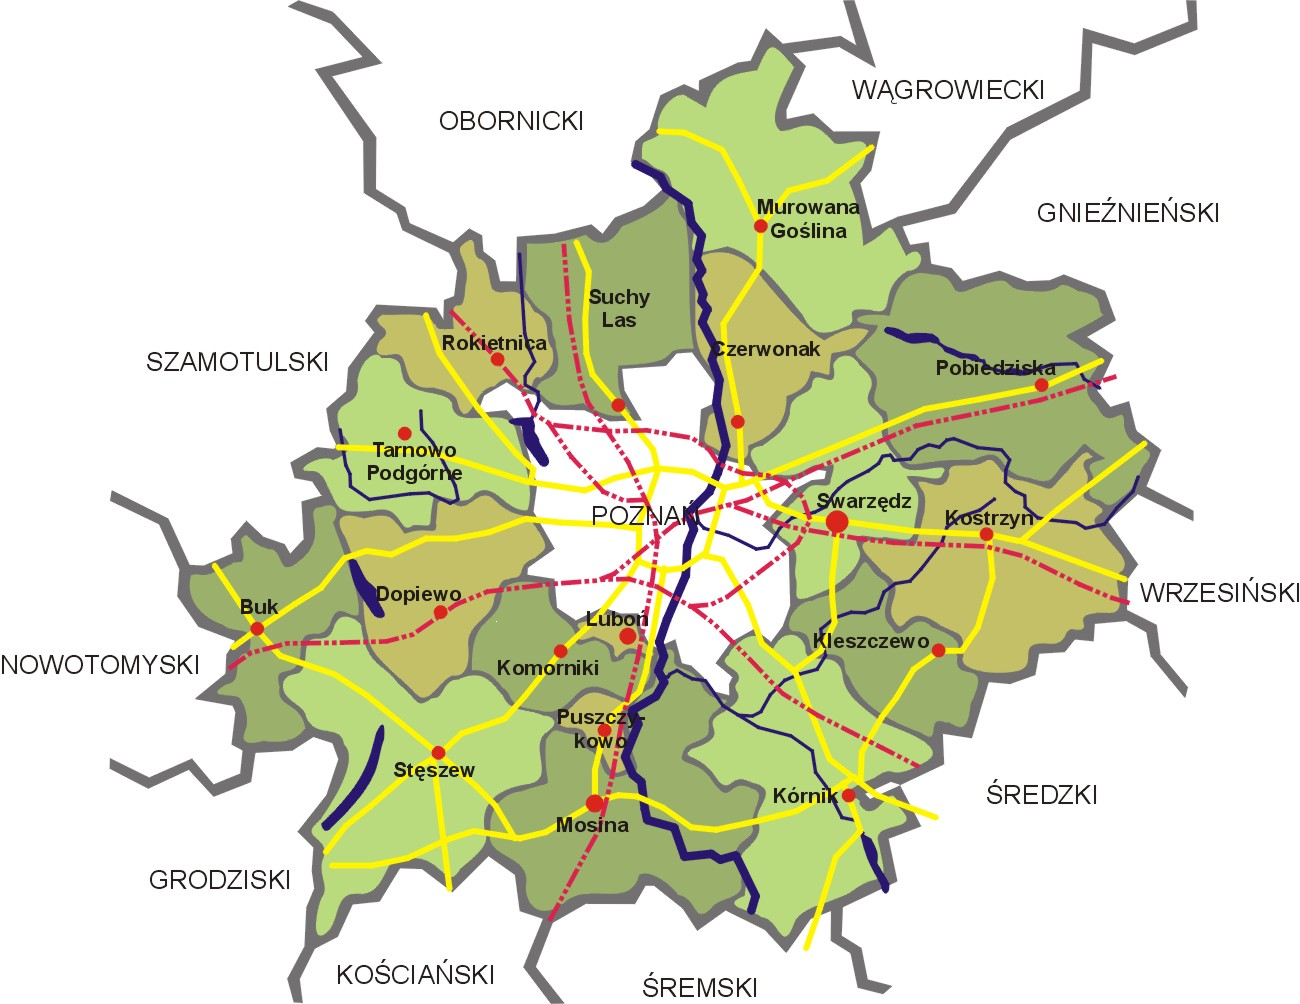 WĄGROWIECKI
OBORNICKI
Murowana
Goślina
GNIEŹNIEŃSKI
Suchy
Las
Rokietnica
Czerwonak
SZAMOTULSKI
Pobiedziska
Tarnowo
Podgórne
Swarzędz
POZNAŃ
Kostrzyn
Dopiewo
WRZESIŃSKI
Buk
Luboń
Kleszczewo
NOWOTOMYSKI
Komorniki
Puszczy-
kowo
Stęszew
Kórnik
ŚREDZKI
Mosina
GRODZISKI
KOŚCIAŃSKI
ŚREMSKI